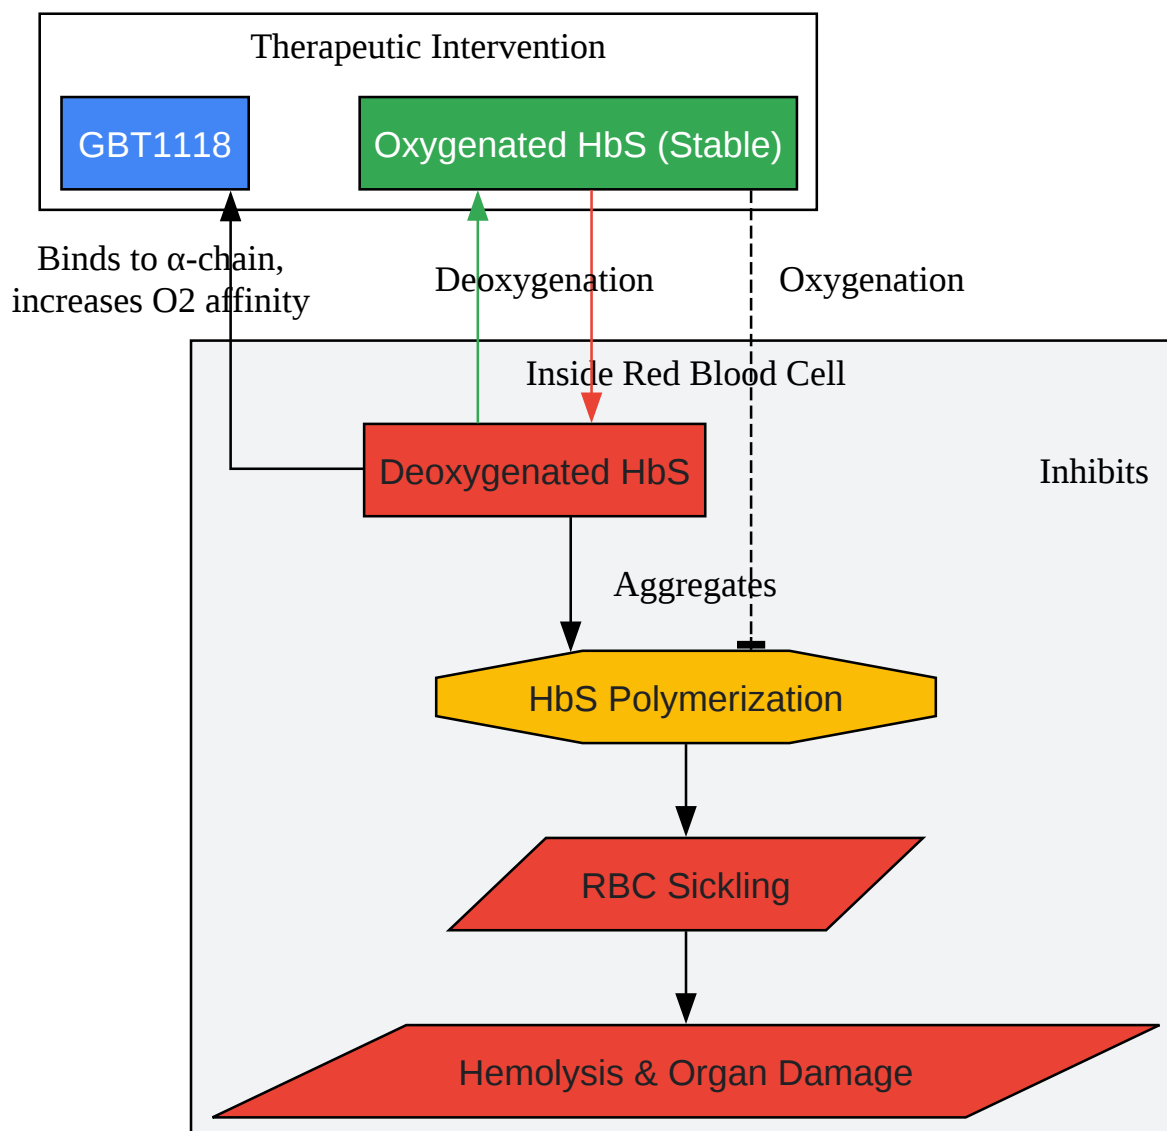 Therapeutic Intervention
GBT1118
Oxygenated HbS (Stable)
Binds to α-chain,
increases O2 affinity
Deoxygenation
Oxygenation
Inside Red Blood Cell
Deoxygenated HbS
Inhibits
Aggregates
HbS Polymerization
RBC Sickling
Hemolysis & Organ Damage